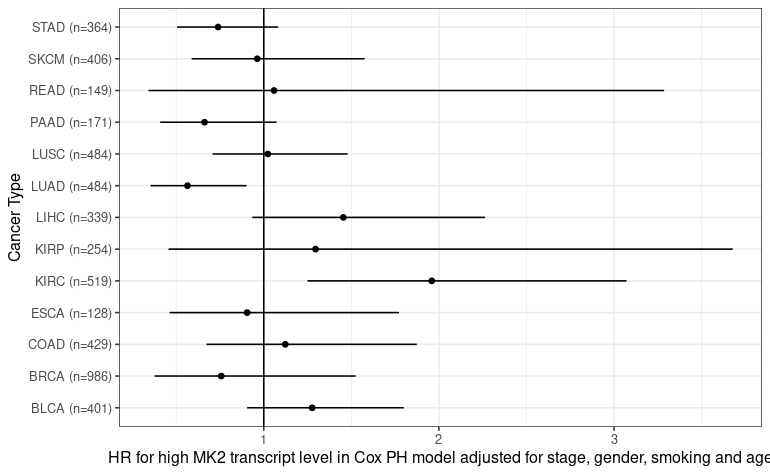 STAD (n=364)
SKCM (n=406)
READ (n=149)
PAAD (n=171)
LUSC (n=484)
LUAD (n=484)
LIHC (n=339)
KIRP (n=254)
KIRC (n=519)
ESCA (n=128)
COAD (n=429)
BRCA (n=986)
BLCA (n=401)
Cancer Type
1 2 3
HR for high MK2 transcript level in Cox PH model adjusted for stage, gender, smoking and age